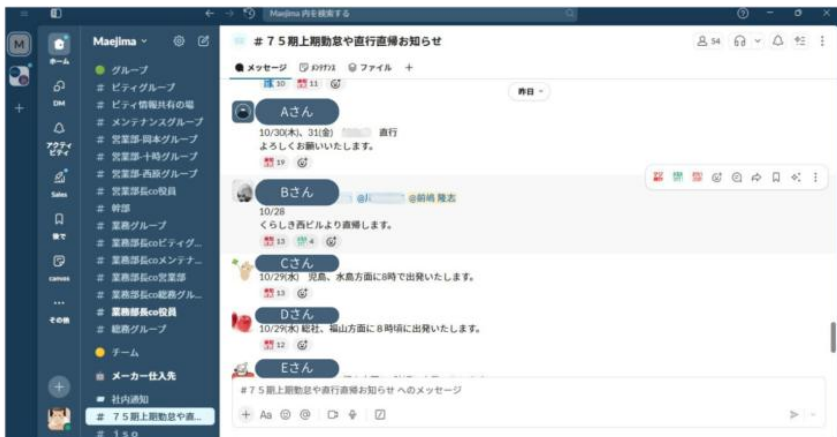 Maejima 内を検索する
M
Maejima
ホーム
DM
アクティビティ
Sales
後で
canvas
その他
グループ
# ビティグループ
# ビティ情報共有の場
# メンテナンスグループ
# 営業部-岡本グループ
# 営業部-十時グループ
# 営業部-西原グループ
# 営業部長co役員
# 幹部
# 業務グループ
# 業務部長coビティグ...
# 業務部長coメンテナ...
# 業務部長co営業部
# 業務部長co総務グル...
# 業務部長co役員
# 総務グループ
チーム
メーカー仕入先
社内通知
# ７５期上期勤怠や直...
# ｉｓｏ
# ７５期上期勤怠や直行直帰お知らせ
54
メッセージ
ファイル
+
10 11
昨日
Aさん
10/30(木)、31(金) 直行
よろしくお願いいたします。
19
Bさん @前嶋 隆志
10/28
くらしき西ビルより直帰します。
13 4
Cさん
10/29(水) 児島、水島方面に8時で出発いたします。
13
Dさん
10/29(水) 総社、福山方面に８時頃に出発いたします。
12
Eさん
#７５期上期勤怠や直行直帰お知らせ へのメッセージ
Aa